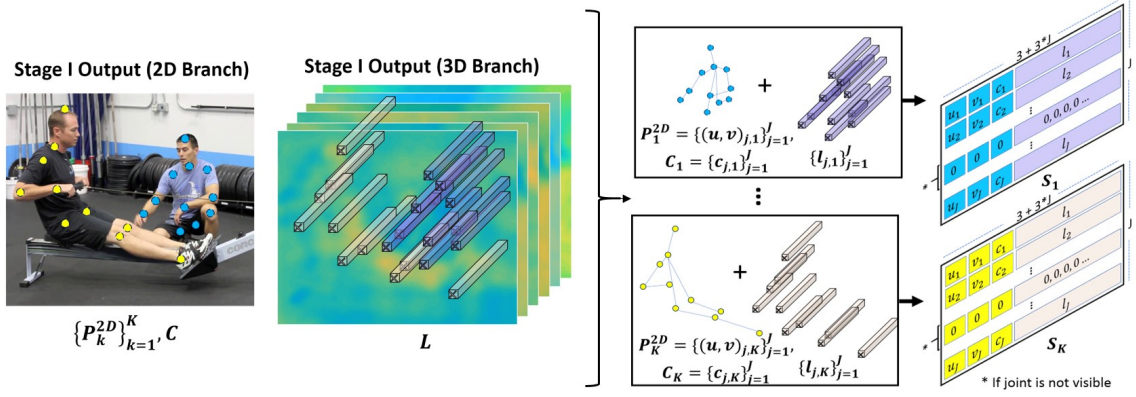 Stage I Output (2D Branch)
{P_k^{2D}}_{k=1}^K, C
Stage I Output (3D Branch)
L
P_1^{2D} = {(u, v)_{j,1}}_{j=1}^J,
C_1 = {c_{j,1}}_{j=1}^J
+
{l_{j,1}}_{j=1}^J
⋮
P_K^{2D} = {(u, v)_{j,K}}_{j=1}^J,
C_K = {c_{j,K}}_{j=1}^J
+
{l_{j,K}}_{j=1}^J
3 + 3*J
J
u_1 v_1 c_1 l_1
u_2 v_2 c_2 l_2
⋮
* 0 0 0 0, 0, 0, 0 ...
⋮
u_J v_J c_J l_J
S_1
3 + 3*J
J
u_1 v_1 c_1 l_1
u_2 v_2 c_2 l_2
⋮
* 0 0 0 0, 0, 0, 0 ...
⋮
u_J v_J c_J l_J
S_K
* If joint is not visible